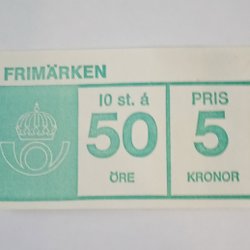 FRIMÄRKEN
10 st. á
50
ÖRE
PRIS
5
KRONOR